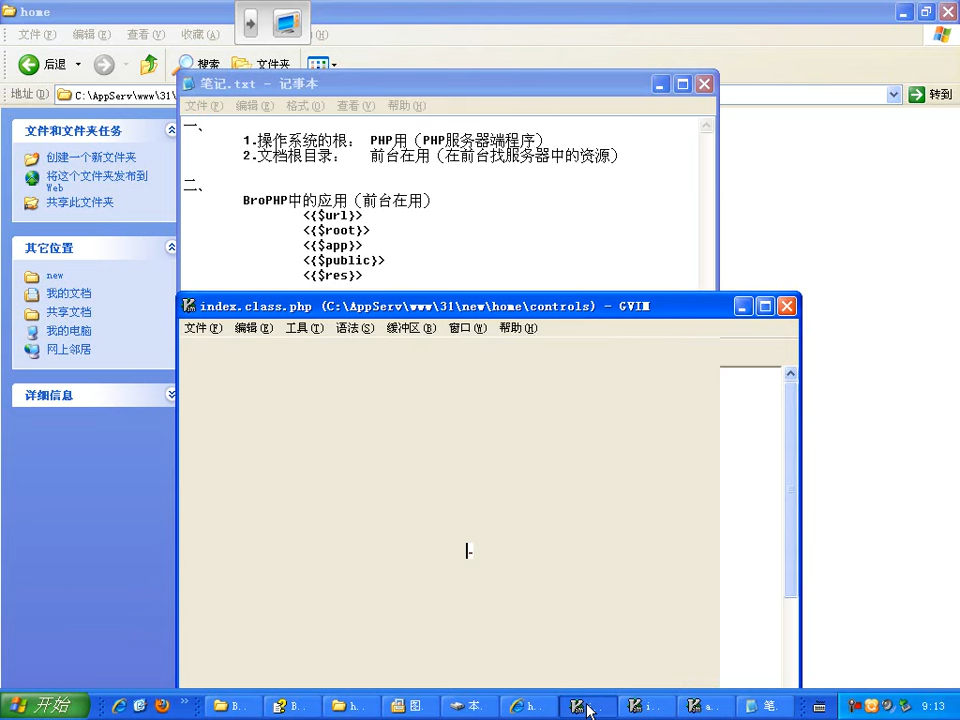 home
文件(F) 编辑(E) 查看(V) 收藏(A) (H)
后退 搜索 文件夹
地址(D) C:\AppServ\www\31\ 转到
文件和文件夹任务
创建一个新文件夹
将这个文件夹发布到
Web
共享此文件夹
其它位置
new
我的文档
共享文档
我的电脑
网上邻居
详细信息
笔记.txt - 记事本
文件(F) 编辑(E) 格式(O) 查看(V) 帮助(H)
一、
1.操作系统的根： PHP用（PHP服务器端程序）
2.文档根目录： 前台在用（在前台找服务器中的资源）
二、
BroPHP中的应用（前台在用）
<{$url}>
<{$root}>
<{$app}>
<{$public}>
<{$res}>
index.class.php (C:\AppServ\www\31\new\home\controls) - GVIM
文件(F) 编辑(E) 工具(T) 语法(S) 缓冲区(B) 窗口(W) 帮助(H)
开始 B.. B.. h.. 图. 本. h.. i.. a.. 笔. 9:13